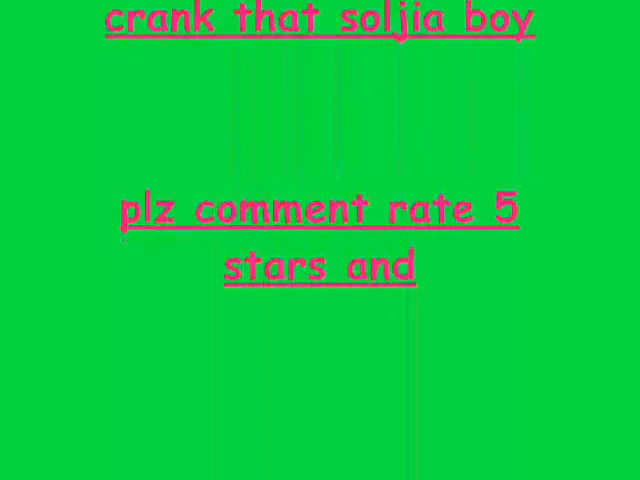 crank that soljia boy
plz comment rate 5
stars and